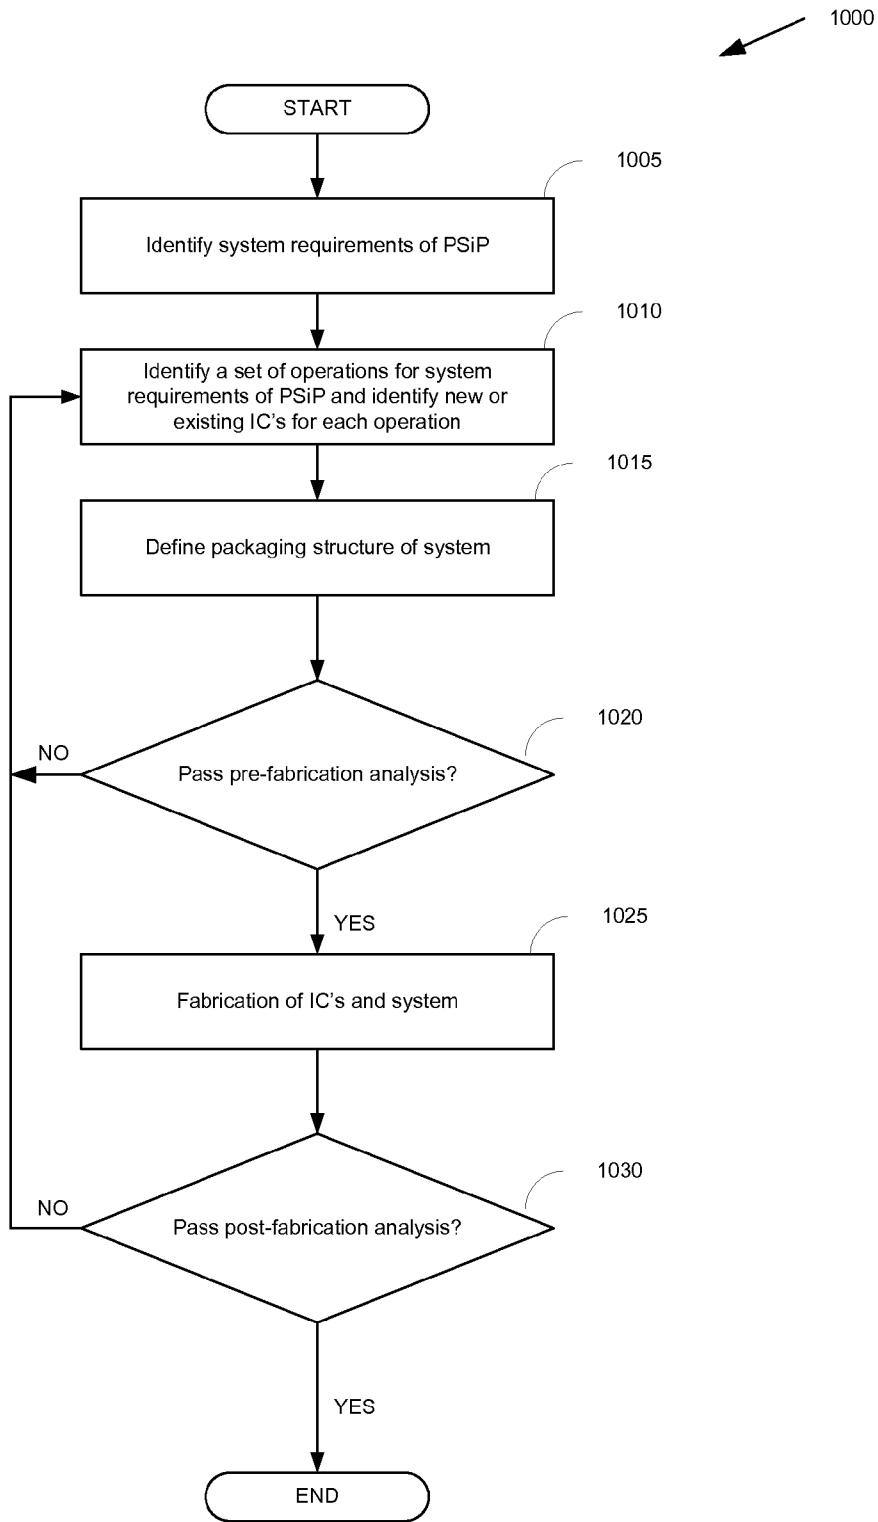 1000
START
1005
Identify system requirements of PSiP
1010
Identify a set of operations for system
requirements of PSiP and identify new or
existing IC's for each operation
1015
Define packaging structure of system
1020
NO
Pass pre-fabrication analysis?
YES
1025
Fabrication of IC's and system
1030
NO
Pass post-fabrication analysis?
YES
END